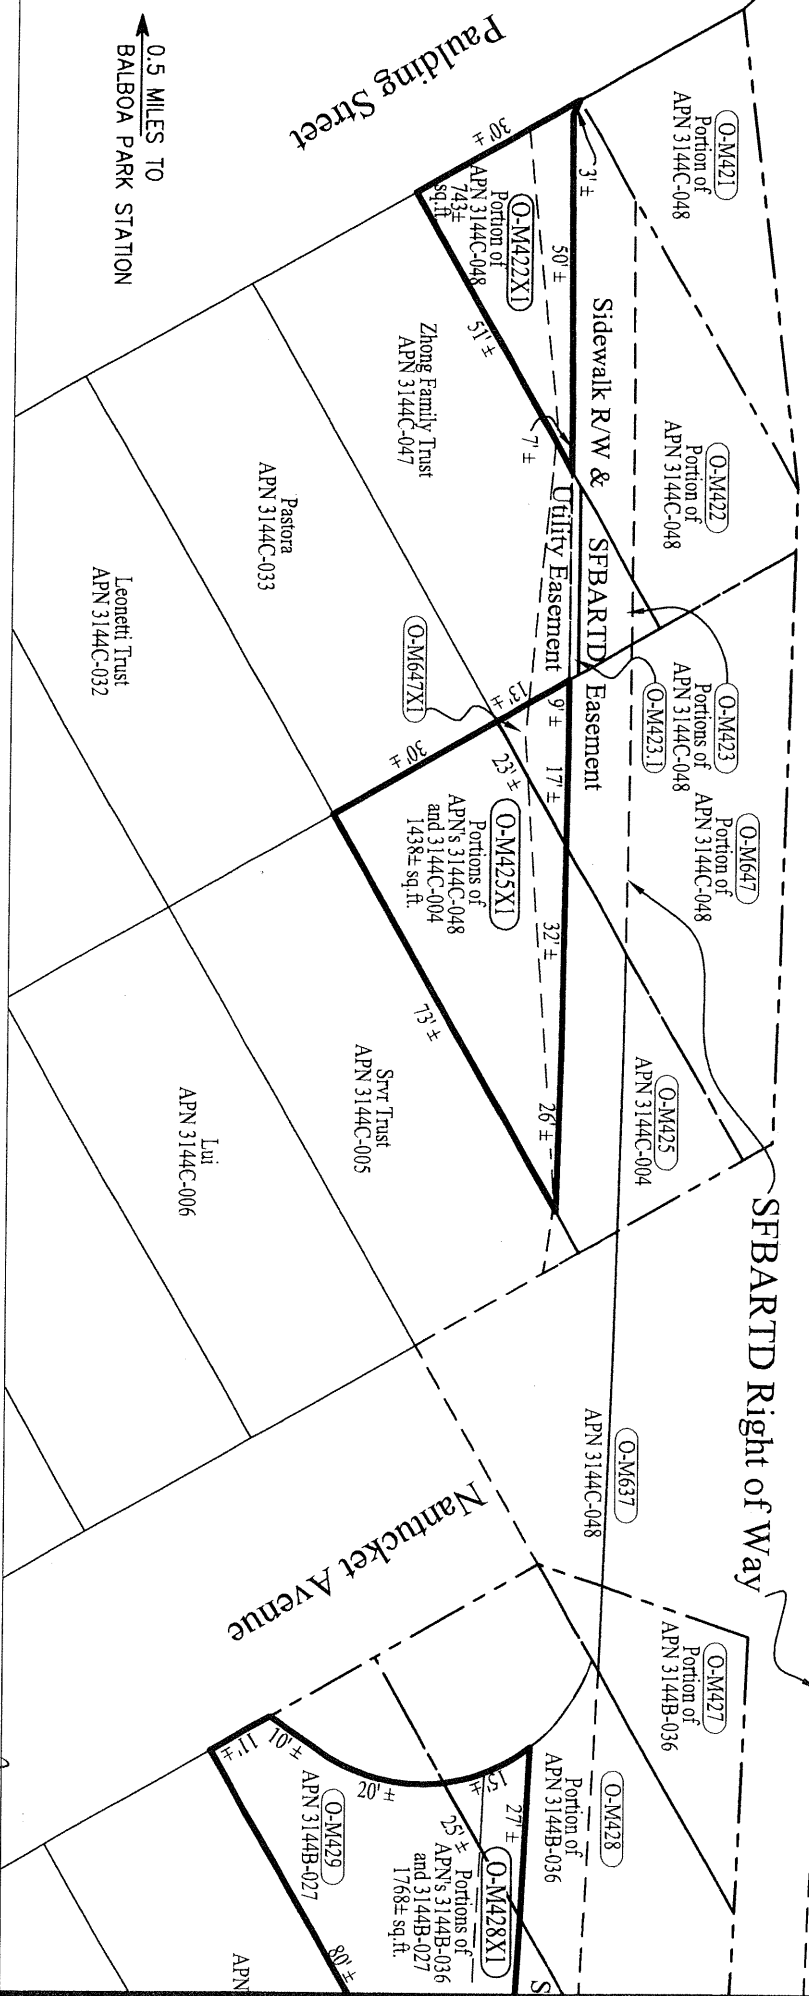 0.5 MILES TO
BALBOA PARK STATION
Paulding Street
O-M421
Portion of
APN 3144C-048
3'±
30'±
O-M422X1
Portion of
APN 3144C-048
743±
sq.ft.
50'±
51'±
7'±
Sidewalk R/W &
Utility Easement
SFBARTD Easement
O-M422
Portion of
APN 3144C-048
Zhong Family Trust
APN 3144C-047
Pastora
APN 3144C-033
Leonetti Trust
APN 3144C-032
O-M423
Portions of
APN 3144C-048
O-M423.1
O-M647
Portion of
APN 3144C-048
O-M647X1
13'±
9'±
17'±
30'±
23'±
O-M425X1
Portions of
APN's 3144C-048
and 3144C-004
1438± sq.ft.
32'±
73'±
26'±
O-M425
APN 3144C-004
Srvr Trust
APN 3144C-005
Lui
APN 3144C-006
SFBARTD Right of Way
O-M637
APN 3144C-048
Nantucket Avenue
O-M427
Portion of
APN 3144B-036
O-M428
Portion of
APN 3144B-036
11'±
10'±
20'±
15'±
27'±
25'±
O-M429
APN 3144B-027
O-M428X1
Portions of
APN's 3144B-036
and 3144B-027
1768± sq.ft.
80'±
APN
S